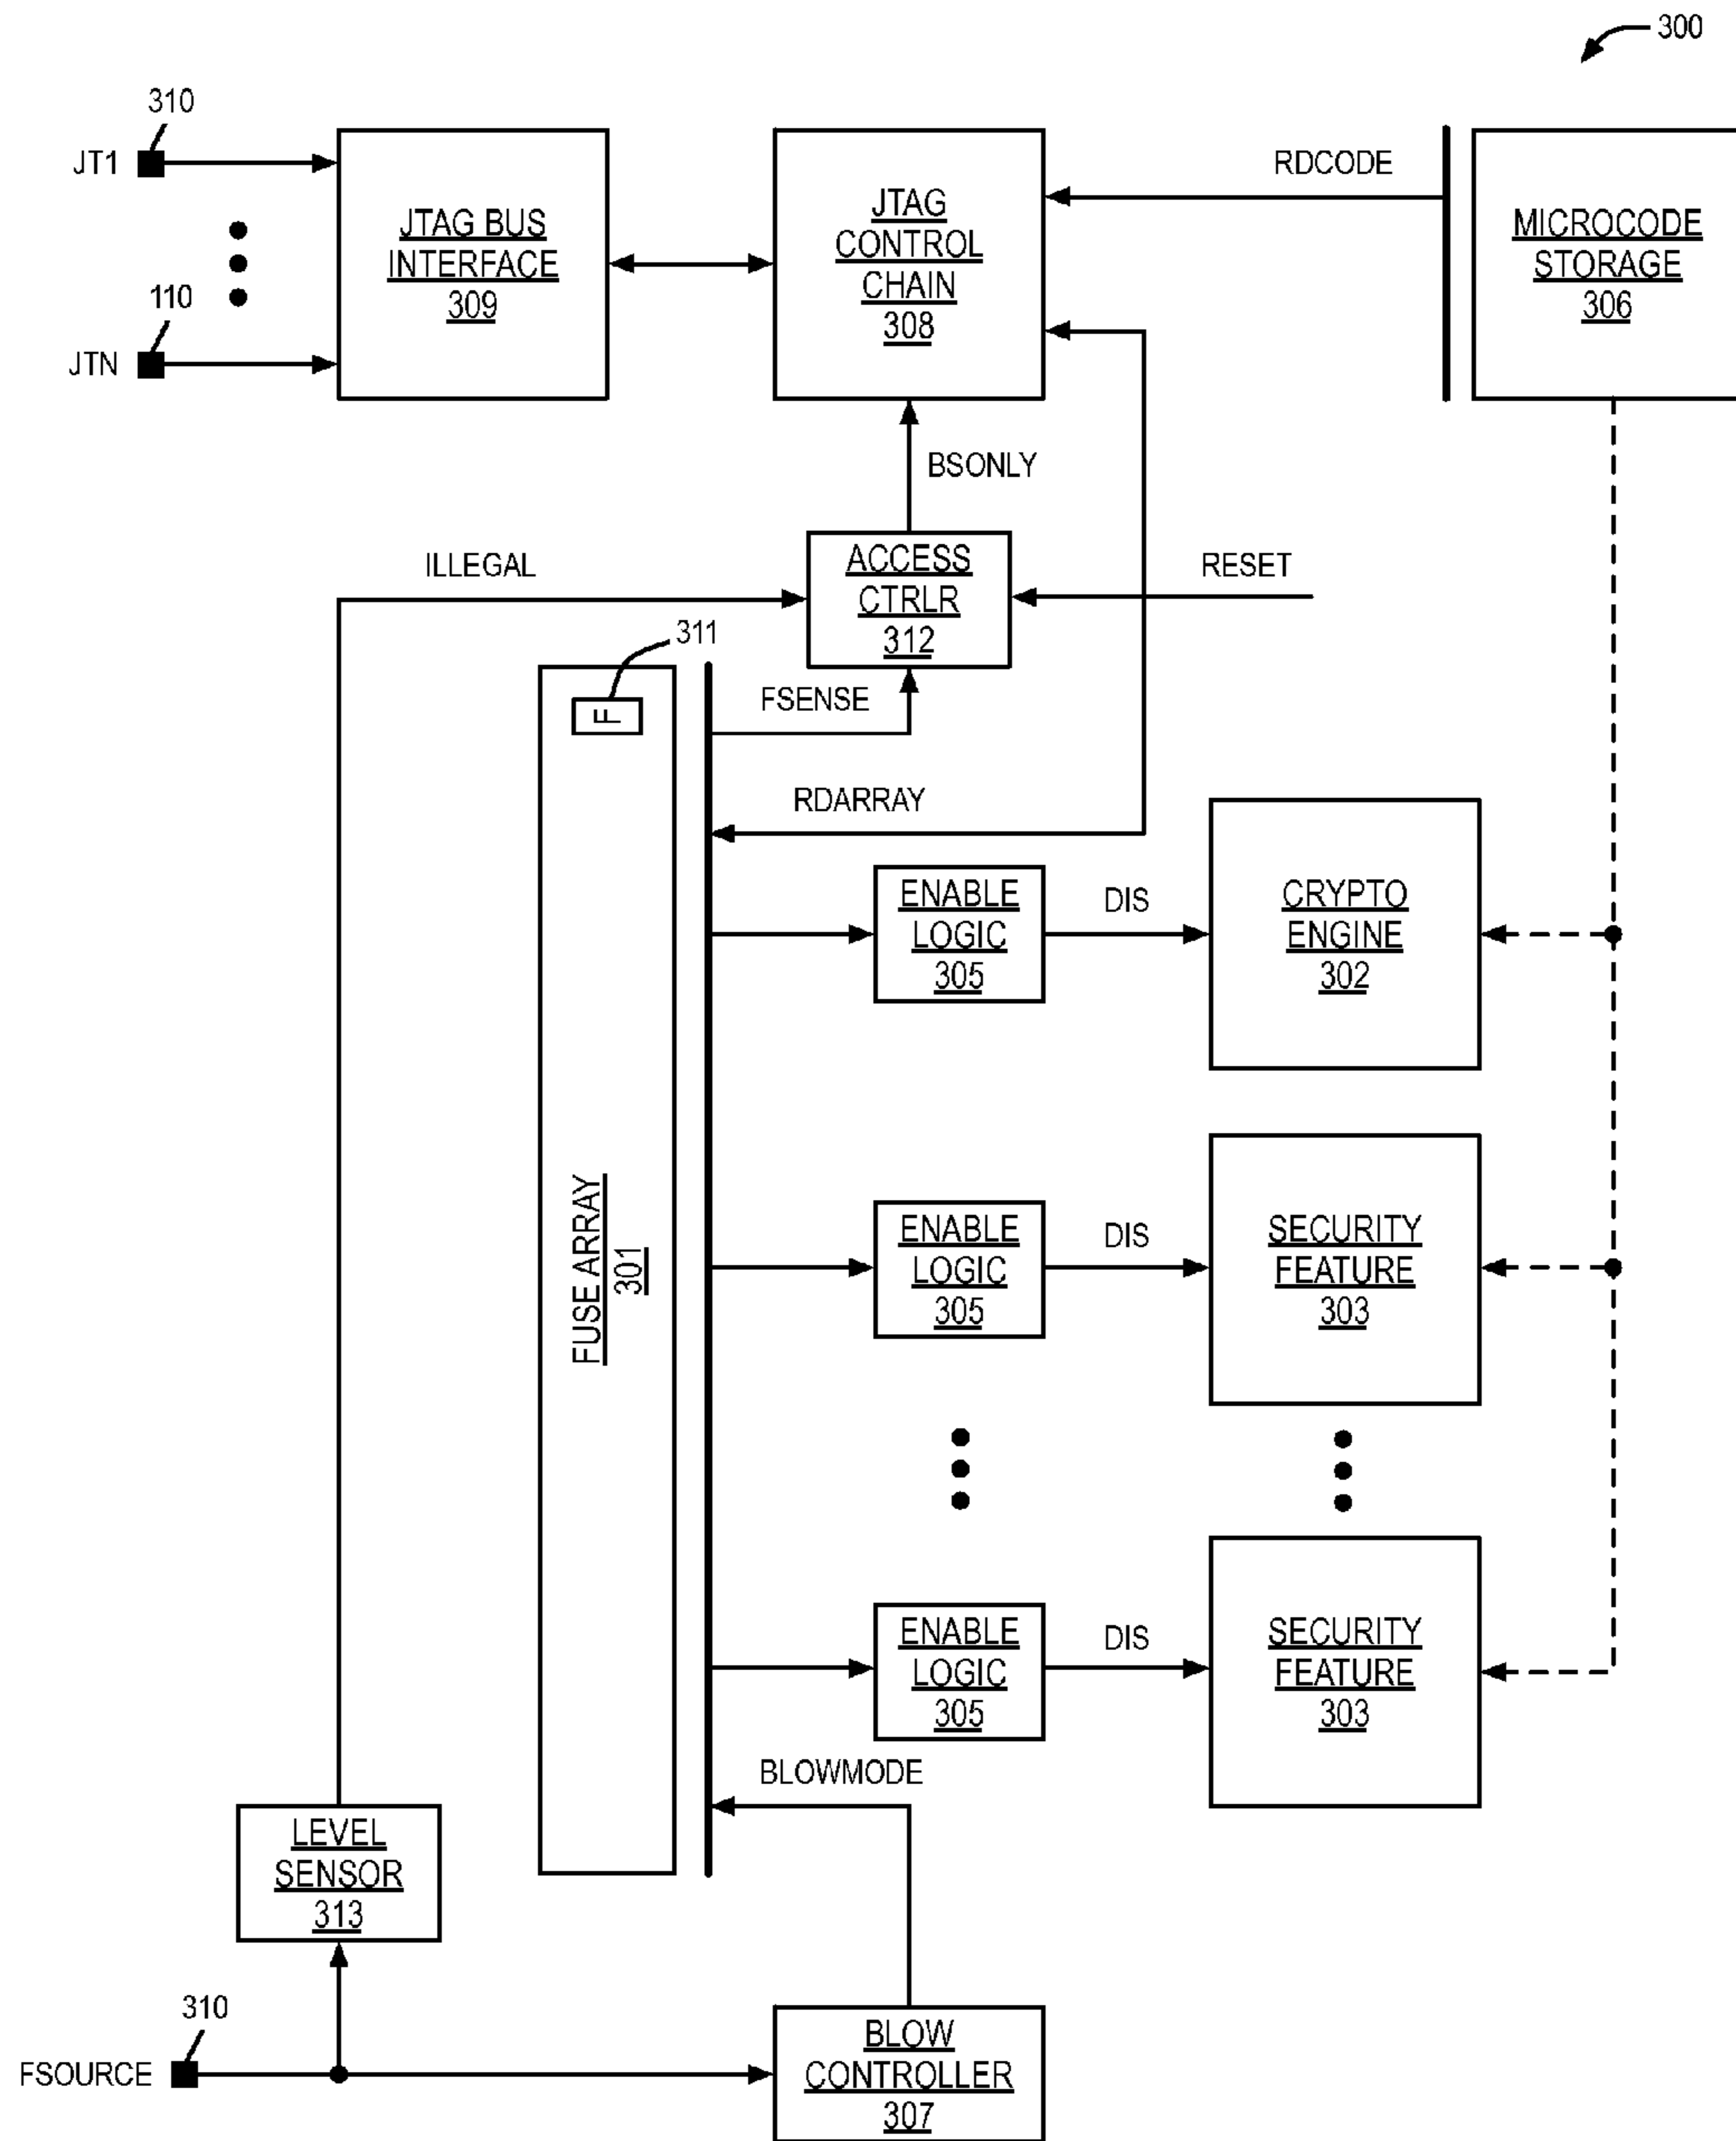 300
310
JT1
JTAG BUS
INTERFACE
309
110
JTN
JTAG
CONTROL
CHAIN
308
RDCODE
MICROCODE
STORAGE
306
BSONLY
ILLEGAL
ACCESS
CTRLR
312
RESET
311
F
FSENSE
RDARRAY
FUSE ARRAY
301
ENABLE
LOGIC
305
DIS
CRYPTO
ENGINE
302
ENABLE
LOGIC
305
DIS
SECURITY
FEATURE
303
ENABLE
LOGIC
305
DIS
SECURITY
FEATURE
303
BLOWMODE
LEVEL
SENSOR
313
310
FSOURCE
BLOW
CONTROLLER
307